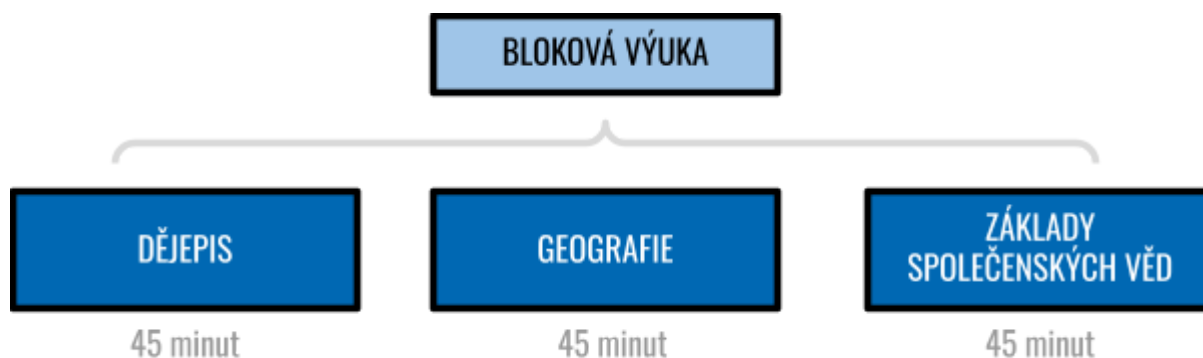 BLOKOVÁ VÝUKA
DĚJEPIS
GEOGRAFIE
ZÁKLADY
SPOLEČENSKÝCH VĚD
45 minut
45 minut
45 minut